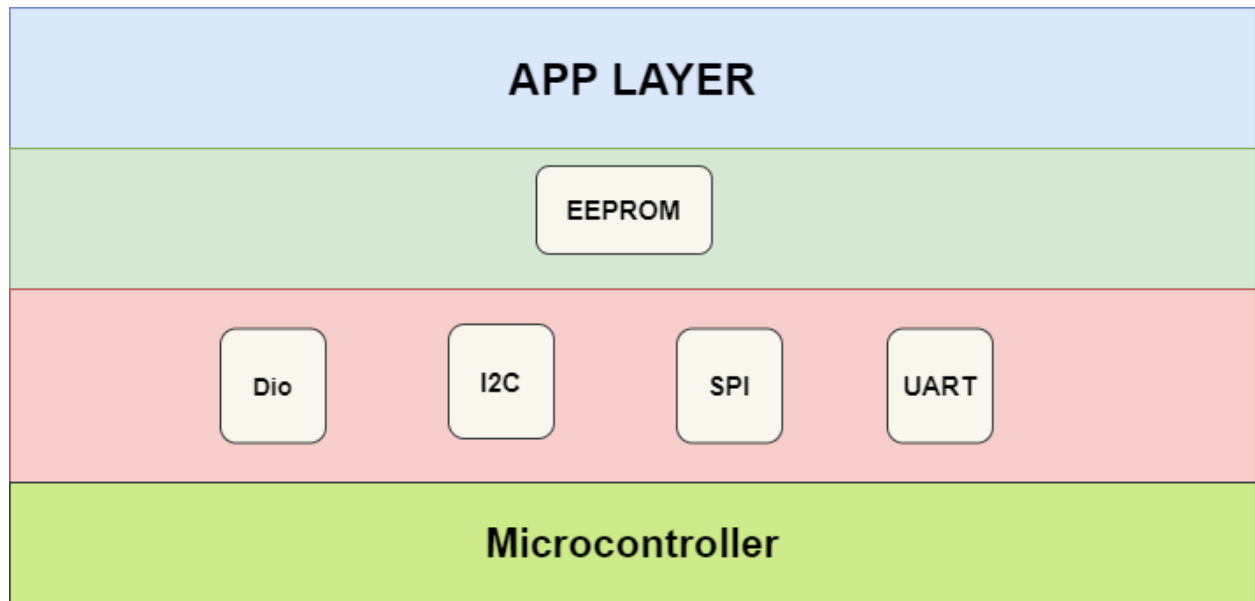 APP LAYER
EEPROM
Dio
I2C
SPI
UART
Microcontroller